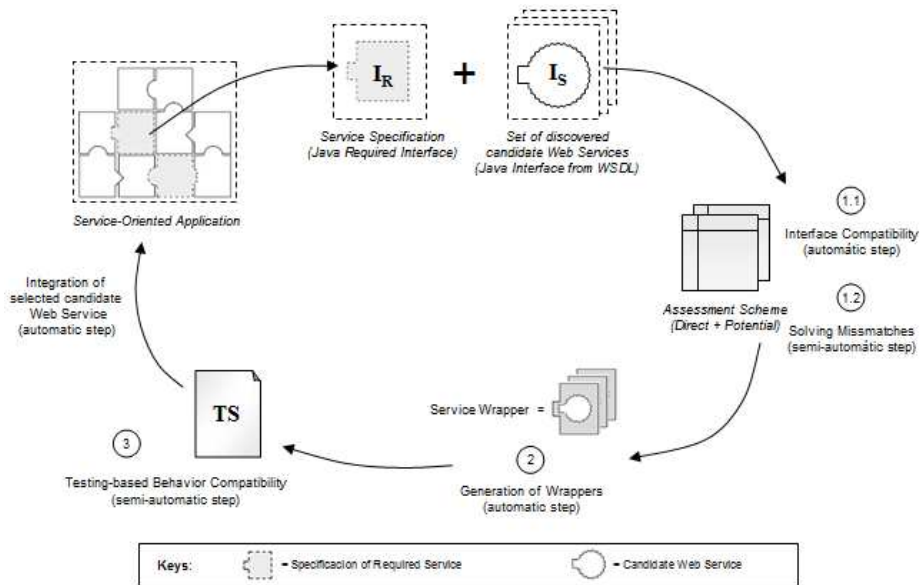 I_R
+
I_S
Service Specification
(Java Required Interface)
Set of discovered
candidate Web Services
(Java Interface from WSDL)
Service-Oriented Application
1.1
Interface Compatibility
(automátic step)
1.2
Solving Missmatches
(semi-automátic step)
Assessment Scheme
(Direct + Potential)
Integration of
selected candidate
Web Service
(automatic step)
Service Wrapper =
TS
3
Testing-based Behavior Compatibility
(semi-automatic step)
2
Generation of Wrappers
(automatic step)
Keys:
= Specificacion of Required Service
= Candidate Web Service